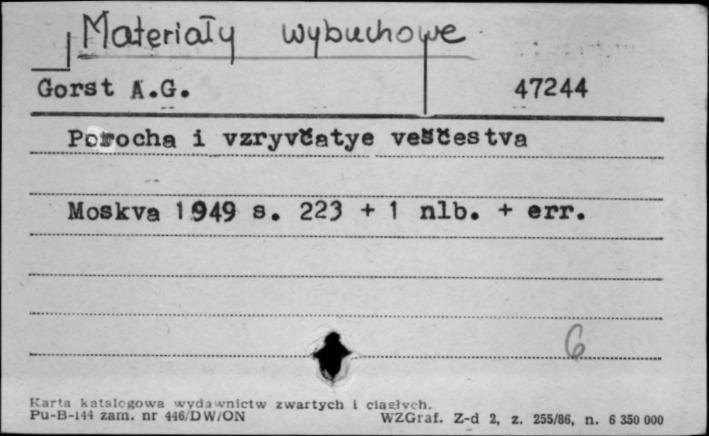 Materiały wybuchowe
Gorst A.G. 47244
Porocha i vzryvčatye veščestva
Moskva 1949 s. 223 + 1 nlb. + err.
6
Karta katalogowa wydawnictw zwartych i ciągłych.
Pu-B-144 zam. nr 446/DW/ON WZGraf. Z-d 2, z. 255/86, n. 6 350 000